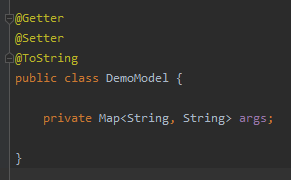 @Getter
@Setter
@ToString
public class DemoModel {
private Map<String, String> args;
}